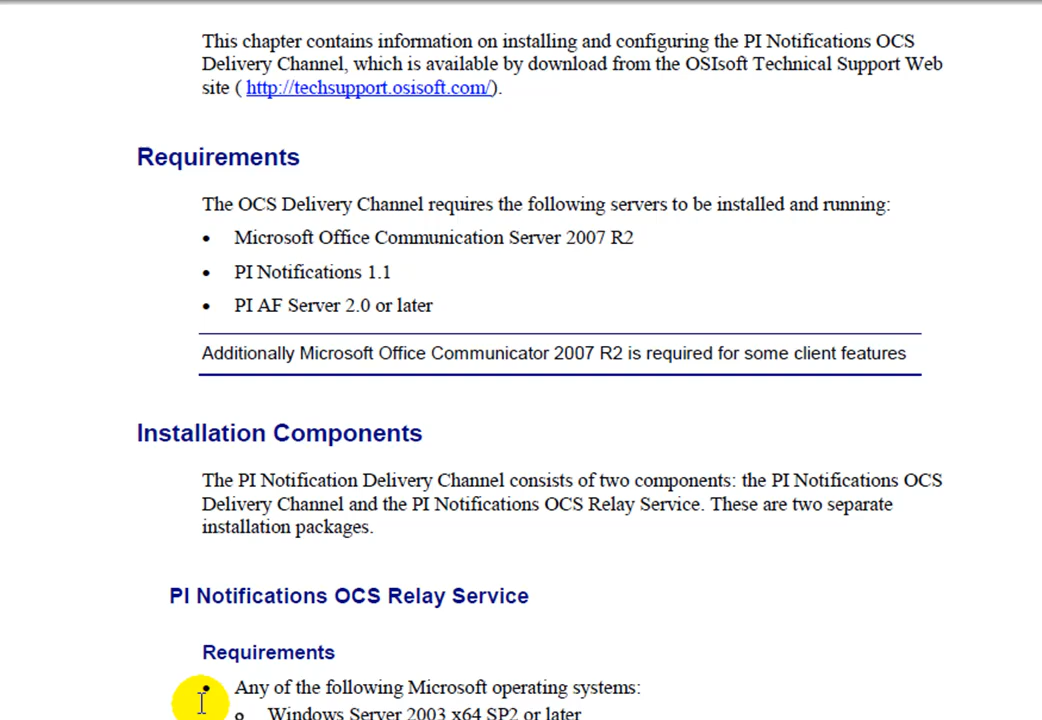 This chapter contains information on installing and configuring the PI Notifications OCS
Delivery Channel, which is available by download from the OSIsoft Technical Support Web
site ( http://techsupport.osisoft.com/).
Requirements
The OCS Delivery Channel requires the following servers to be installed and running:
• Microsoft Office Communication Server 2007 R2
• PI Notifications 1.1
• PI AF Server 2.0 or later
Additionally Microsoft Office Communicator 2007 R2 is required for some client features
Installation Components
The PI Notification Delivery Channel consists of two components: the PI Notifications OCS
Delivery Channel and the PI Notifications OCS Relay Service. These are two separate
installation packages.
PI Notifications OCS Relay Service
Requirements
• Any of the following Microsoft operating systems:
o Windows Server 2003 x64 SP2 or later